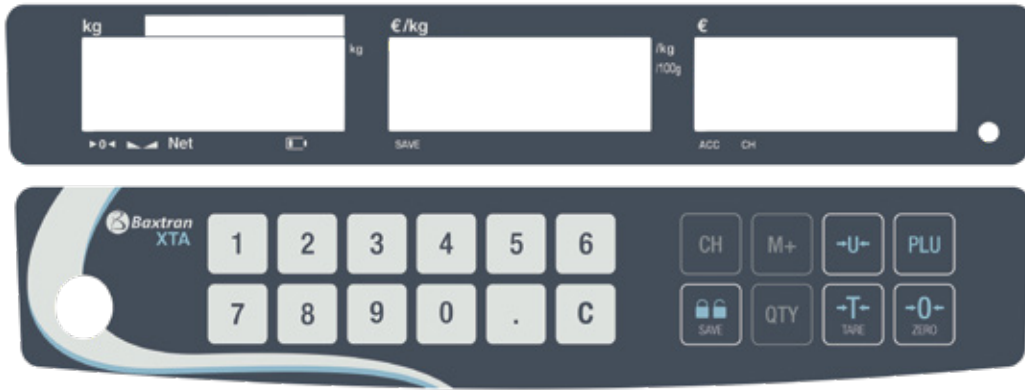 kg €/kg €
kg /kg
/100g
►0◄ Net SAVE ACC CH
Baxtran
XTA
1 2 3 4 5 6 CH M+ →U← PLU
7 8 9 0 . C SAVE QTY →T← →0←
TARE ZERO